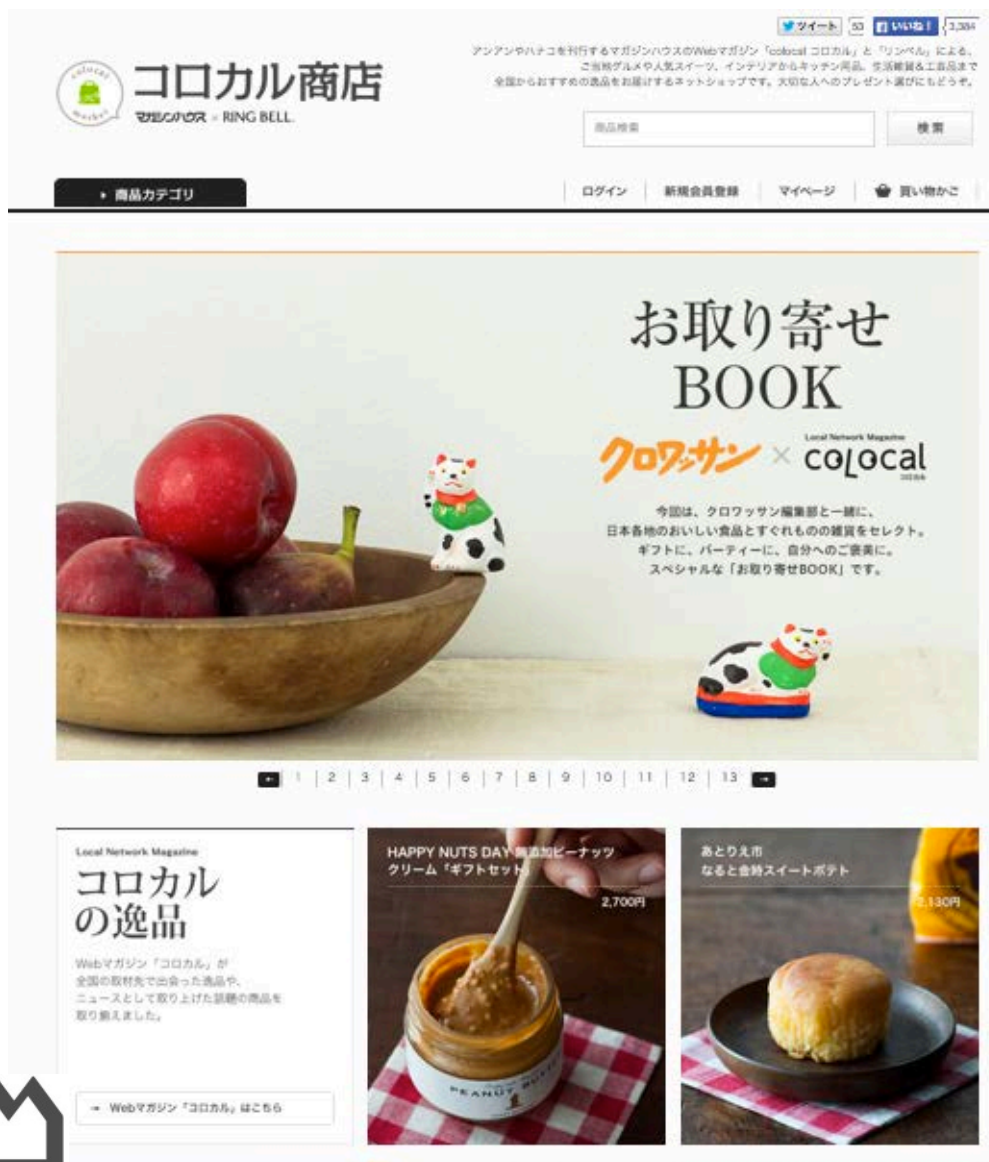 ツイート 53 いいね! 3,384
アンアンやハナコを刊行するマガジンハウスのWebマガジン「colocal コロカル」と「リンベル」による、
ご当地グルメや人気スイーツ、インテリアからキッチン用品、生活雑貨&工芸品まで
全国からおすすめの逸品をお届けするネットショップです。大切な人へのプレゼント選びにもどうぞ。
colocal
market
コロカル商店
マガジンハウス × RING BELL.
商品検索
検索
商品カテゴリ
ログイン 新規会員登録 マイページ 買い物かご
お取り寄せ
BOOK
クロワッサン × Local Network Magazine colocal
今回は、クロワッサン編集部と一緒に、
日本各地のおいしい食品とすぐれものの雑貨をセレクト。
ギフトに、パーティーに、自分へのご褒美に。
スペシャルな「お取り寄せBOOK」です。
← 1 2 3 4 5 6 7 8 9 10 11 12 13 →
Local Network Magazine
コロカル
の逸品
Webマガジン「コロカル」が
全国の取材先で出会った逸品や、
ニュースとして取り上げた話題の商品を
取り揃えました。
→ Webマガジン「コロカル」はこちら
HAPPY NUTS DAY 無添加ピーナッツ
クリーム「ギフトセット」
2,700円
PEANUT BUTTER
あとりえ市
なると金時スイートポテト
2,130円